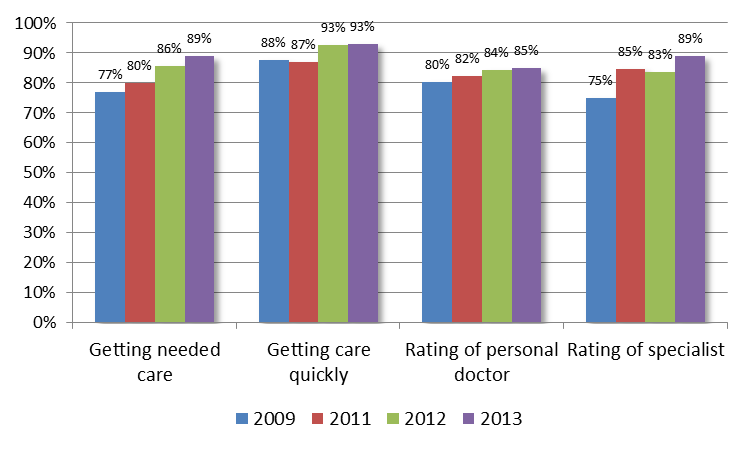 100%
90%
80%
70%
60%
50%
40%
30%
20%
10%
0%
77% 80% 86% 89%
88% 87% 93% 93%
80% 82% 84% 85%
75% 85% 83% 89%
Getting needed
care
Getting care
quickly
Rating of personal
doctor
Rating of specialist
2009 2011 2012 2013